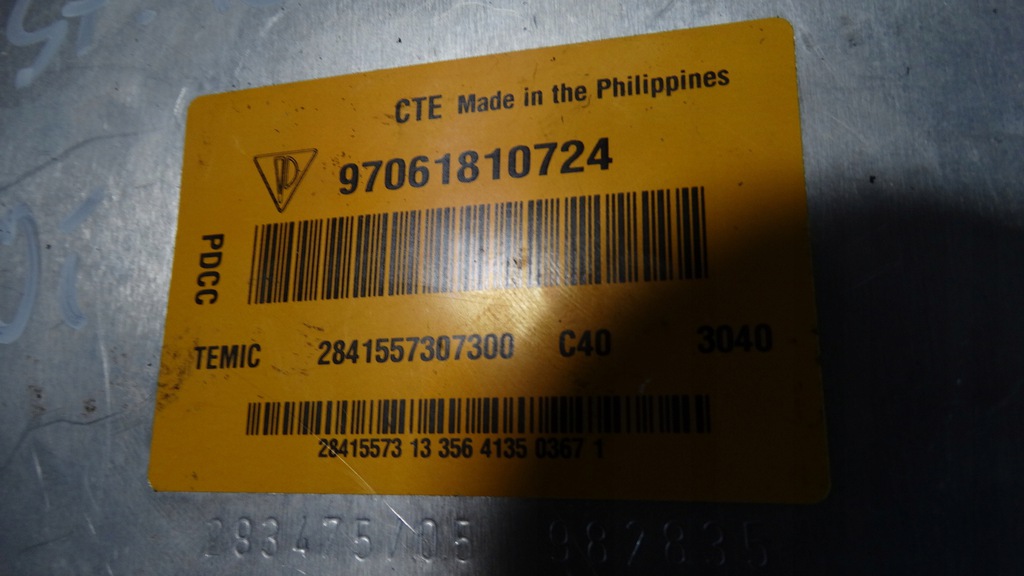 CTE Made in the Philippines
97061810724
PDCC
TEMIC 2841557307300 C40 3040
28415573 13 356 4135 0367 1